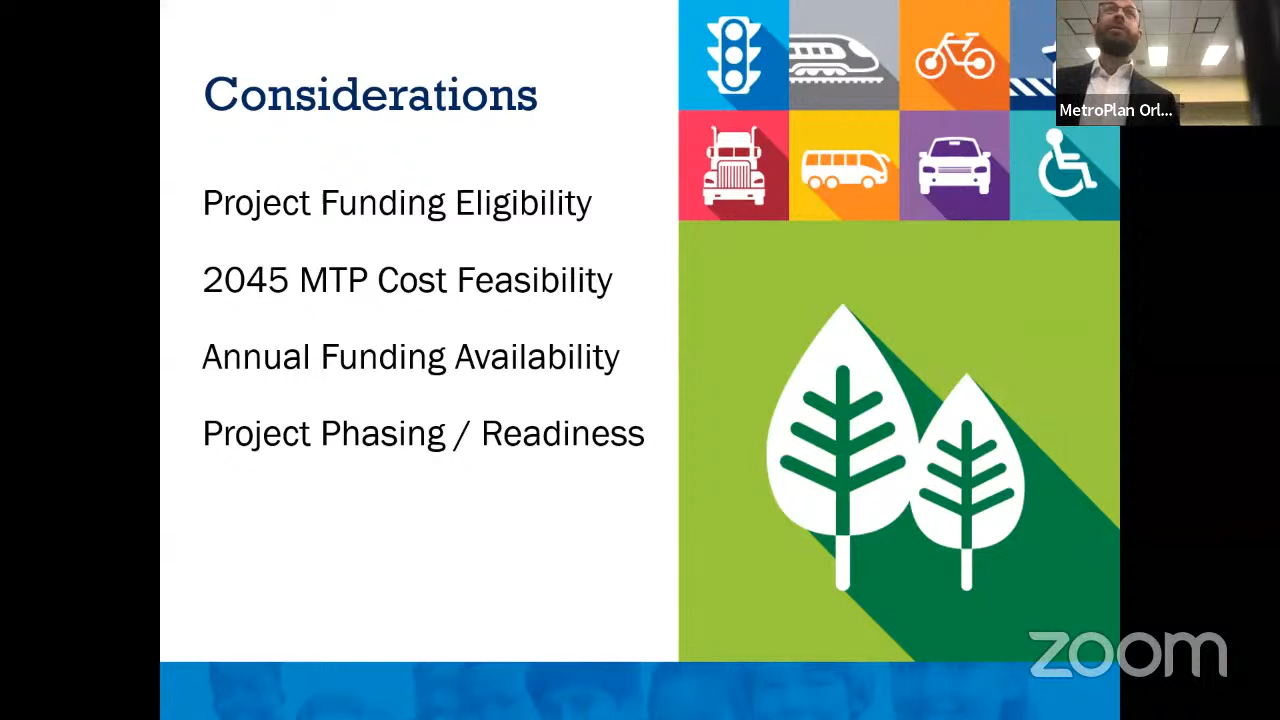 Considerations
Project Funding Eligibility
2045 MTP Cost Feasibility
Annual Funding Availability
Project Phasing / Readiness
MetroPlan Orl...
zoom